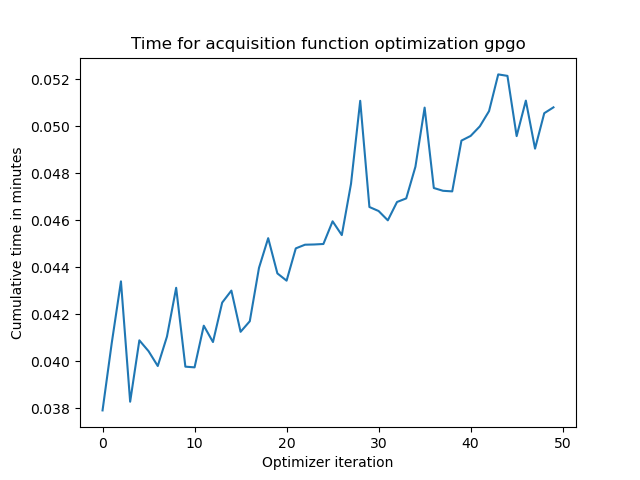 Time for acquisition function optimization gpgo
Cumulative time in minutes
0.052
0.050
0.048
0.046
0.044
0.042
0.040
0.038
0 10 20 30 40 50
Optimizer iteration